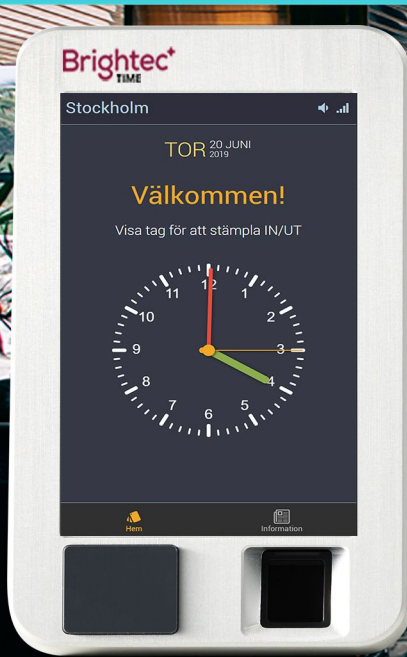 Brightec+
TIME
Stockholm
TOR 20 JUNI
2019
Välkommen!
Visa tag för att stämpla IN/UT
12
1
2
3
4
5
6
7
8
9
10
11
Hem
Information